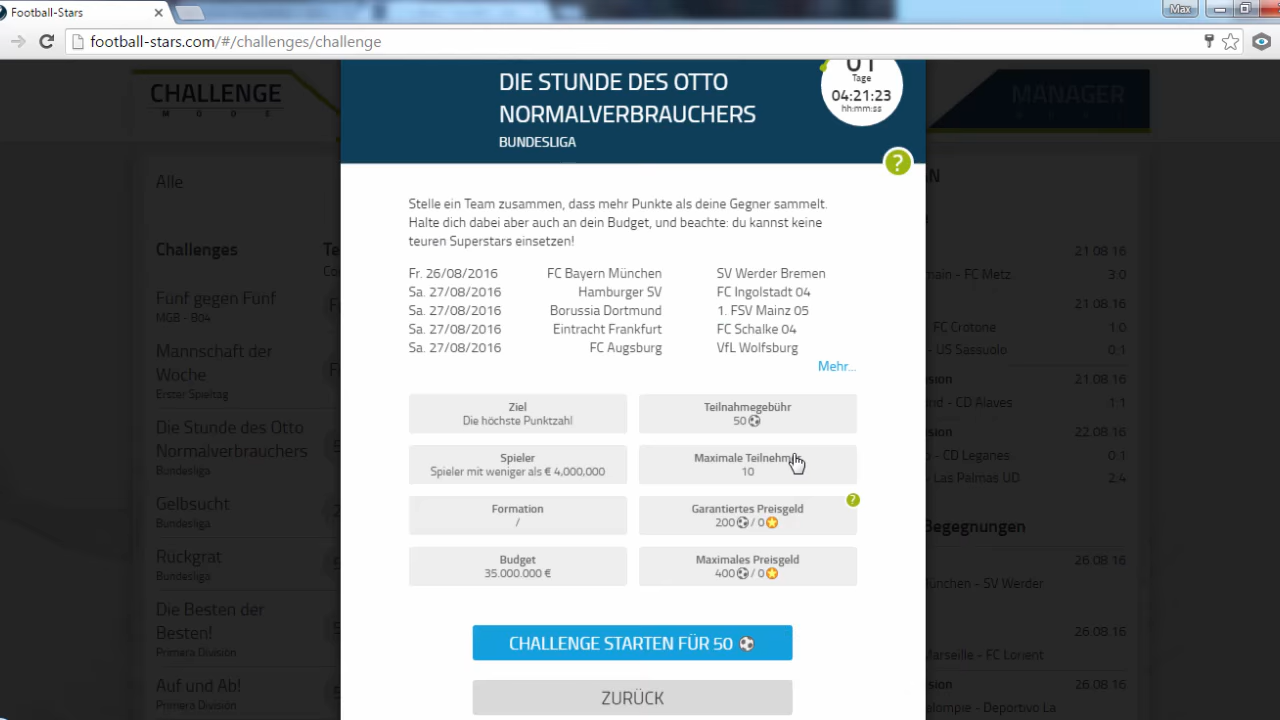 Football-Stars
Max
football-stars.com/#/challenges/challenge
CHALLENGE
M O D E
MANAGER
DIE STUNDE DES OTTO
NORMALVERBRAUCHERS
BUNDESLIGA
01
Tage
04:21:23
hh:mm:ss
?
Stelle ein Team zusammen, dass mehr Punkte als deine Gegner sammelt.
Halte dich dabei aber auch an dein Budget, und beachte: du kannst keine
teuren Superstars einsetzen!
Fr. 26/08/2016 FC Bayern München SV Werder Bremen
Sa. 27/08/2016 Hamburger SV FC Ingolstadt 04
Sa. 27/08/2016 Borussia Dortmund 1. FSV Mainz 05
Sa. 27/08/2016 Eintracht Frankfurt FC Schalke 04
Sa. 27/08/2016 FC Augsburg VfL Wolfsburg
Mehr...
Ziel
Die höchste Punktzahl
Teilnahmegebühr
50
Spieler
Spieler mit weniger als € 4,000,000
Maximale
10
Formation
/
Garantiertes Preisgeld
200 / 0
?
Budget
35.000.000 €
Maximales Preisgeld
400 / 0
CHALLENGE STARTEN FÜR 50
ZURÜCK
Alle
Challenges
Fünf gegen Fünf
MGB - B04
Mannschaft der
Woche
Erster Spieltag
Die Stunde des Otto
Normalverbrauchers
Bundesliga
Gelbsucht
Bundesliga
Rückgrat
Bundesliga
Die Besten der
Besten!
Primera Division
Auf und Ab!
Primera Division
21 08 16
- FC Metz 3:0
21.08.16
FC Crotone 1:0
- US Sassuolo 0:1
21.08.16
- CD Alaves 1:1
22.08.16
- CD Leganes 0:1
- Las Palmas UD 2:4
Begegnungen
26 08 16
- SV Werder
26.08.16
- FC Lorient
26.08 16
- Deportivo La